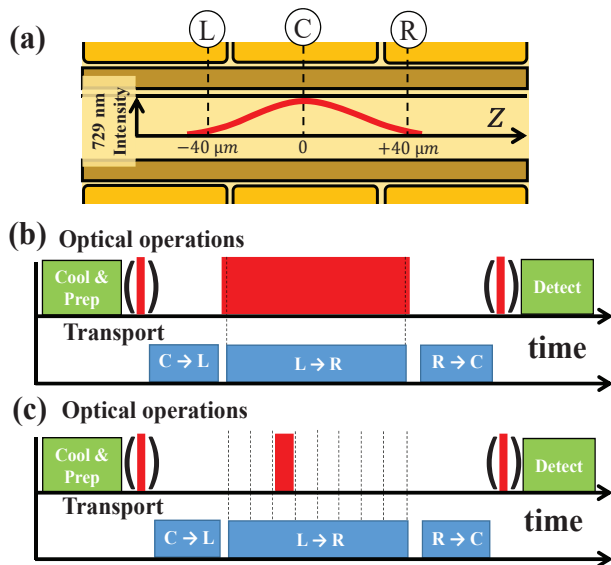 (a)
L
C
R
729 nm
Intensity
Z
−40 μm
0
+40 μm
(b)
Optical operations
Cool &
Prep
( )
( )
Detect
Transport
time
C → L
L → R
R → C
(c)
Optical operations
Cool &
Prep
( )
( )
Detect
Transport
time
C → L
L → R
R → C